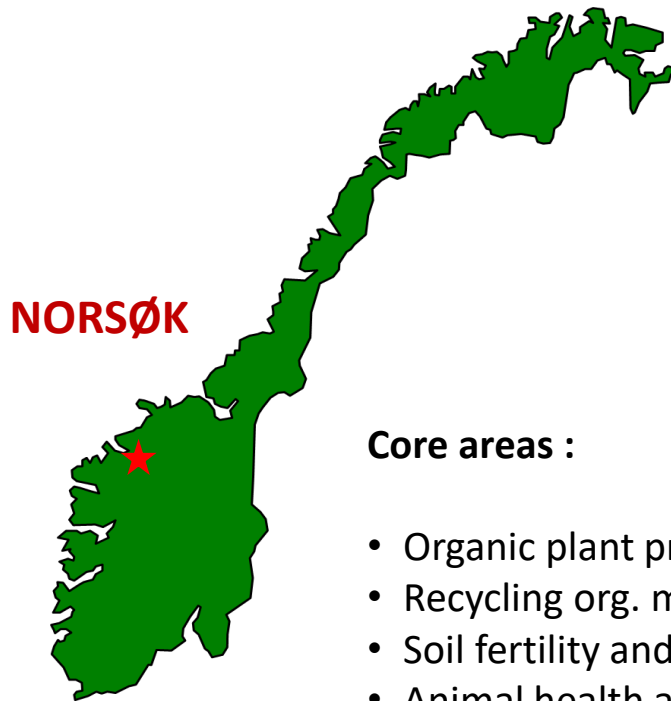 NORSØK
Core areas :
• Organic plant
• Recycling org.
• Soil fertility and
• Animal health